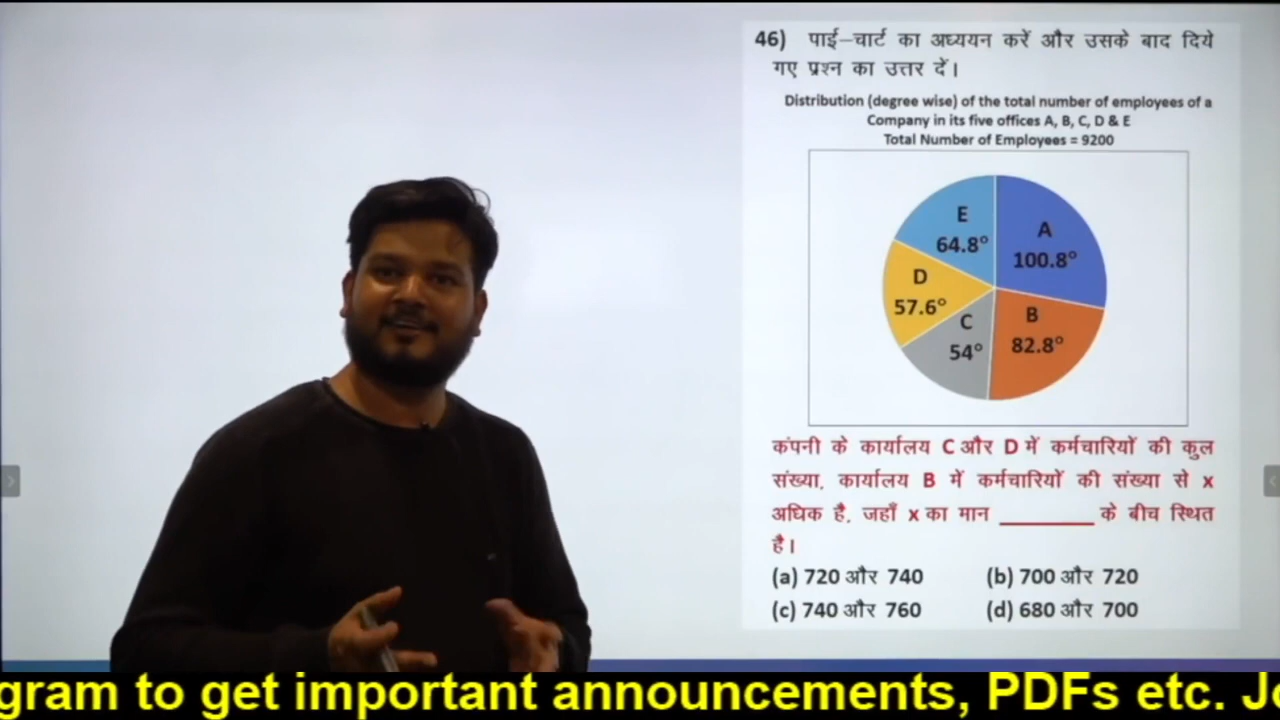 46) पाई–चार्ट का अध्ययन करें और उसके बाद दिये
गए प्रश्न का उत्तर दें।
Distribution (degree wise) of the total number of employees of a
Company in its five offices A, B, C, D & E
Total Number of Employees = 9200
E
64.8°
A
100.8°
D
57.6°
C
54°
B
82.8°
कंपनी के कार्यालय C और D में कर्मचारियों की कुल
संख्या, कार्यालय B में कर्मचारियों की संख्या से x
अधिक है, जहाँ x का मान ________ के बीच स्थित
है।
(a) 720 और 740 (b) 700 और 720
(c) 740 और 760 (d) 680 और 700
gram to get important announcements, PDFs etc. Jo